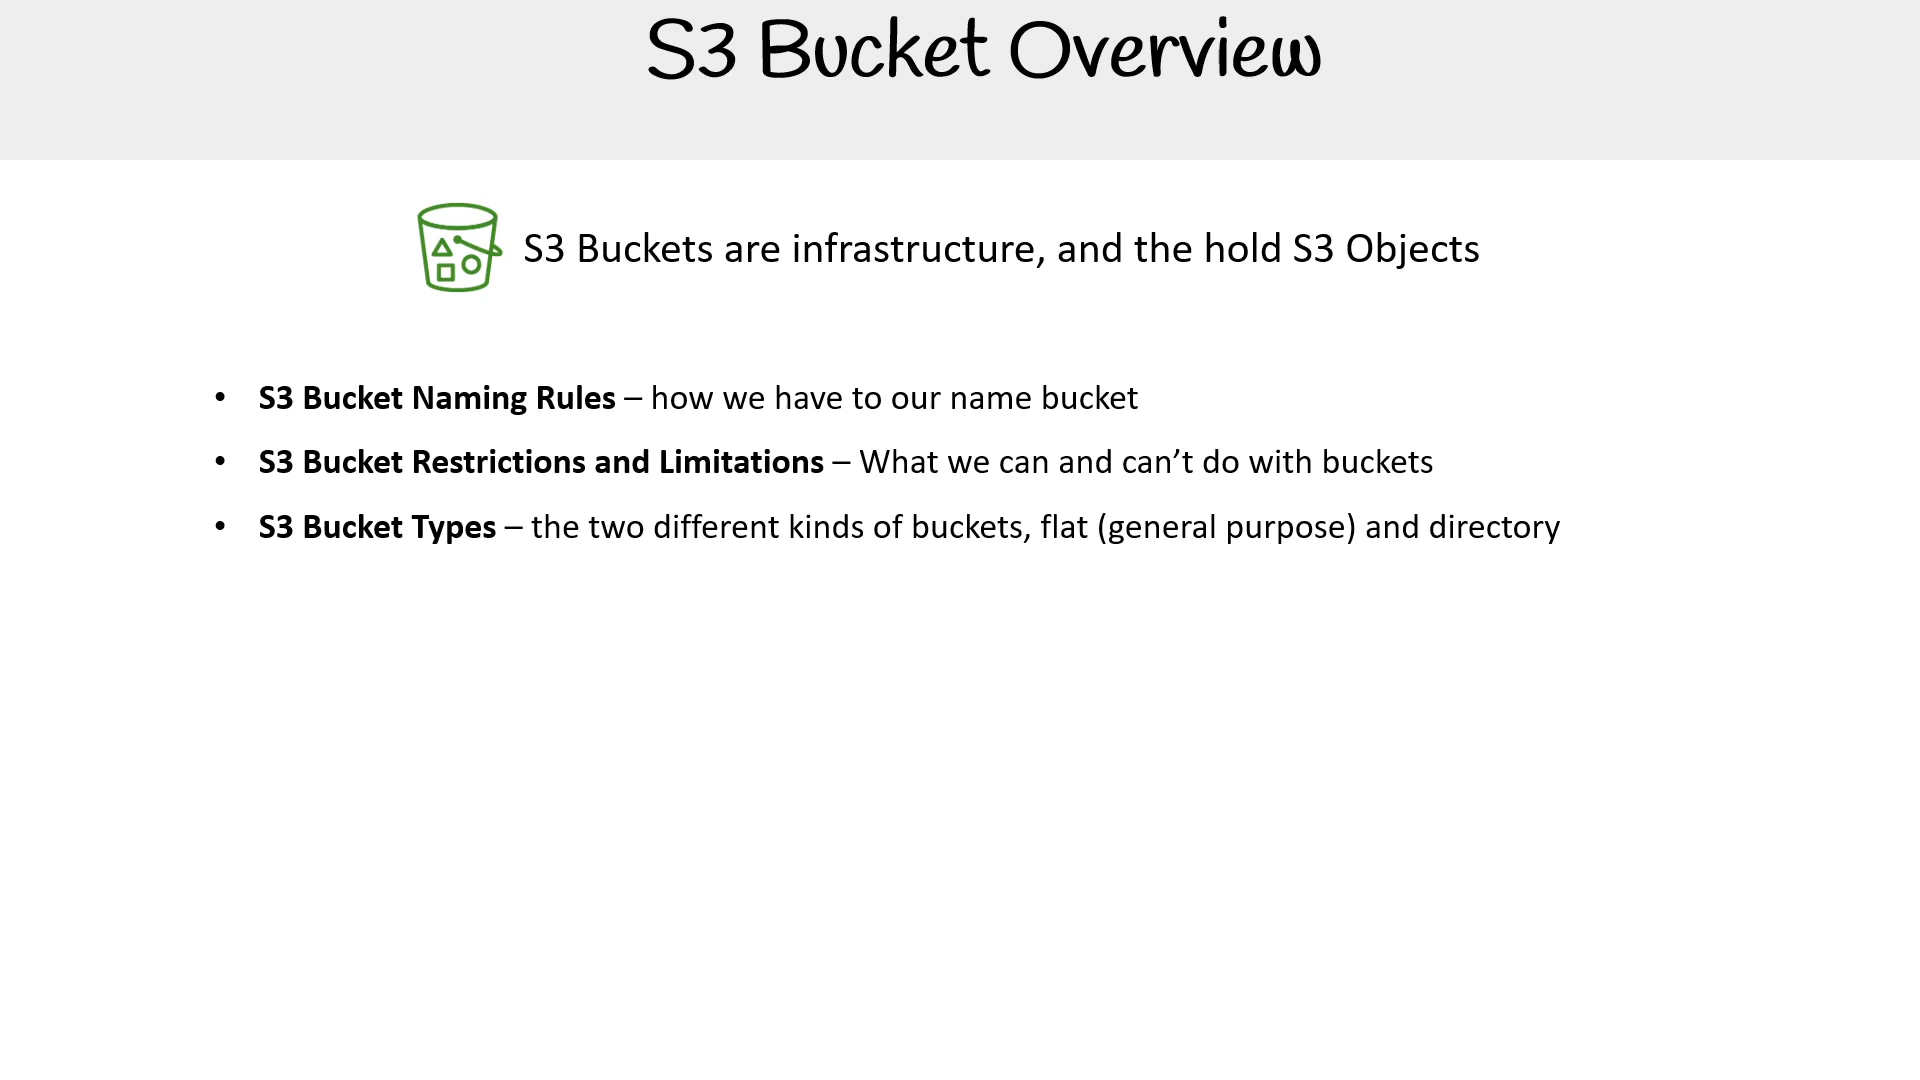 S3 Bucket Overview
S3 Buckets are infrastructure, and the hold S3 Objects
• S3 Bucket Naming Rules – how we have to our name bucket
• S3 Bucket Restrictions and Limitations – What we can and can’t do with buckets
• S3 Bucket Types – the two different kinds of buckets, flat (general purpose) and directory